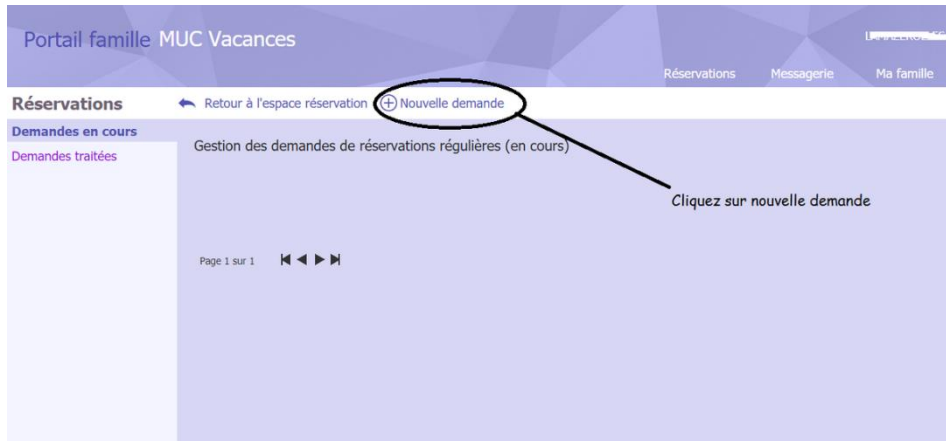 Portail famille MUC Vacances
Réservations Messagerie Ma famille
Réservations
Retour à l'espace réservation Nouvelle demande
Demandes en cours
Demandes traitées
Gestion des demandes de réservations régulières (en cours)
Cliquez sur nouvelle demande
Page 1 sur 1